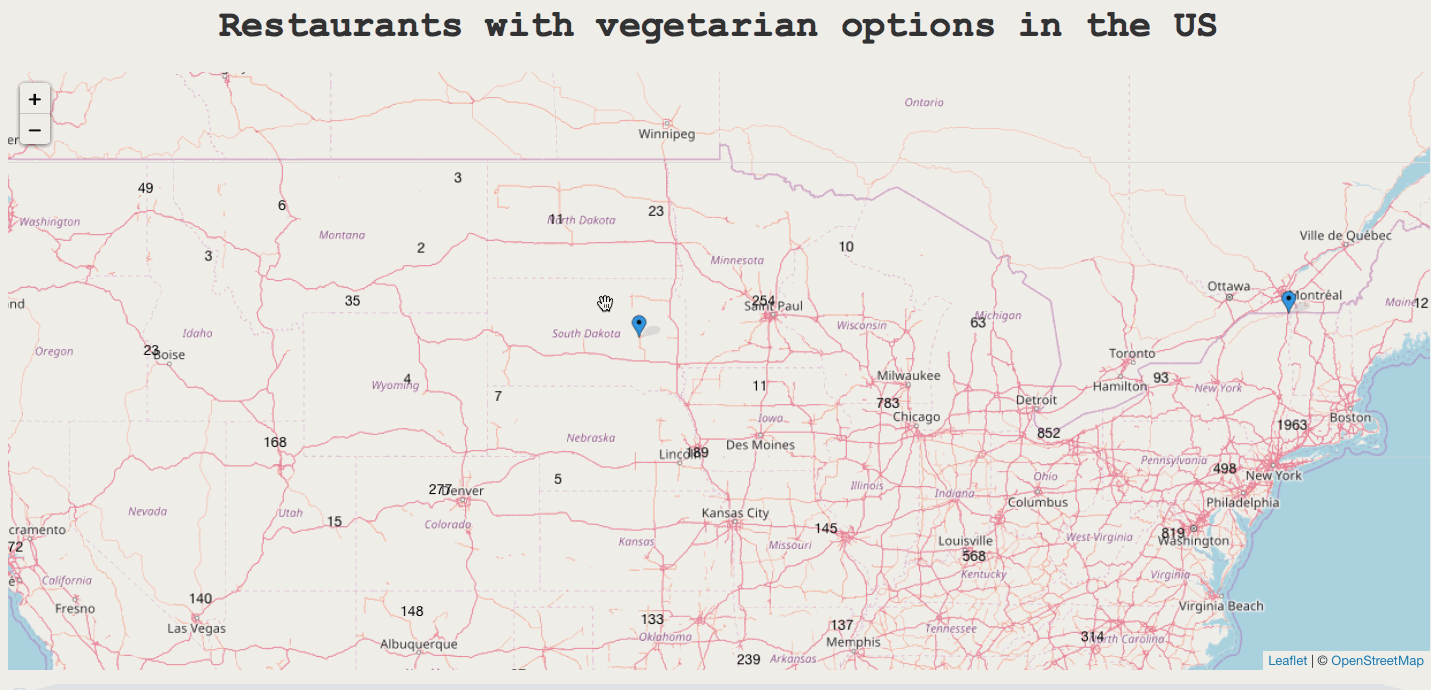 Restaurants with vegetarian options in the US
+
−
Ontario
Winnipeg
3
49
6
23
11
North Dakota
Washington
Montana
Ville de Québec
2
10
3
Minnesota
Ottawa
Montréal
35
254
Saint Paul
Maine
12
nd
63
Michigan
Wisconsin
Idaho
South Dakota
23
Boise
Oregon
Toronto
4
Wyoming
Milwaukee
93
Hamilton
New York
11
7
783
Detroit
Chicago
Iowa
Boston
1963
852
168
Nebraska
Des Moines
Lincoln
189
Pennsylvania
498
New York
5
Ohio
277
Denver
Illinois
Indiana
Columbus
Philadelphia
Nevada
Utah
Kansas City
15
Colorado
145
cramento
819
Washington
West Virginia
Kansas
Louisville
Missouri
72
568
Kentucky
Virginia
California
140
Fresno
148
Virginia Beach
133
137
Las Vegas
Tennessee
Oklahoma
314
North Carolina
Albuquerque
Memphis
239
Arkansas
Leaflet | © OpenStreetMap